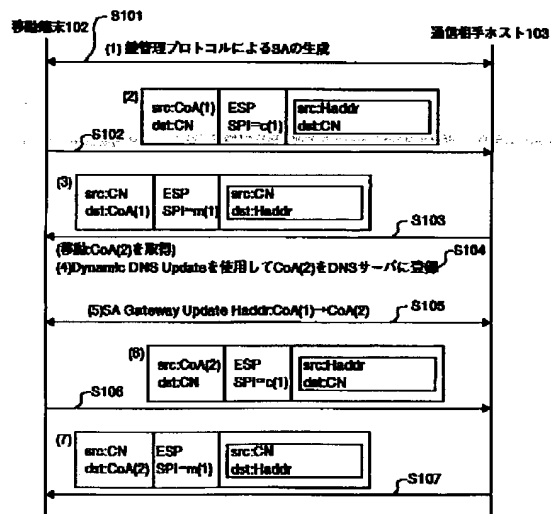 S101
移動端末102
通信相手ホスト103
(1) 鍵管理プロトコルによるSAの生成
(2)
src:CoA(1)
dst:CN
ESP
SPI=c(1)
src:Haddr
dst:CN
S102
(3)
src:CN
dst:CoA(1)
ESP
SPI=m(1)
src:CN
dst:Haddr
S103
(移動:CoA(2)を取得)
S104
(4)Dynamic DNS Updateを使用してCoA(2)をDNSサーバに登録
(5)SA Gateway Update Haddr:CoA(1)→CoA(2)
S105
(6)
src:CoA(2)
dst:CN
ESP
SPI=c(1)
src:Haddr
dst:CN
S106
(7)
src:CN
dst:CoA(2)
ESP
SPI=m(1)
src:CN
dst:Haddr
S107